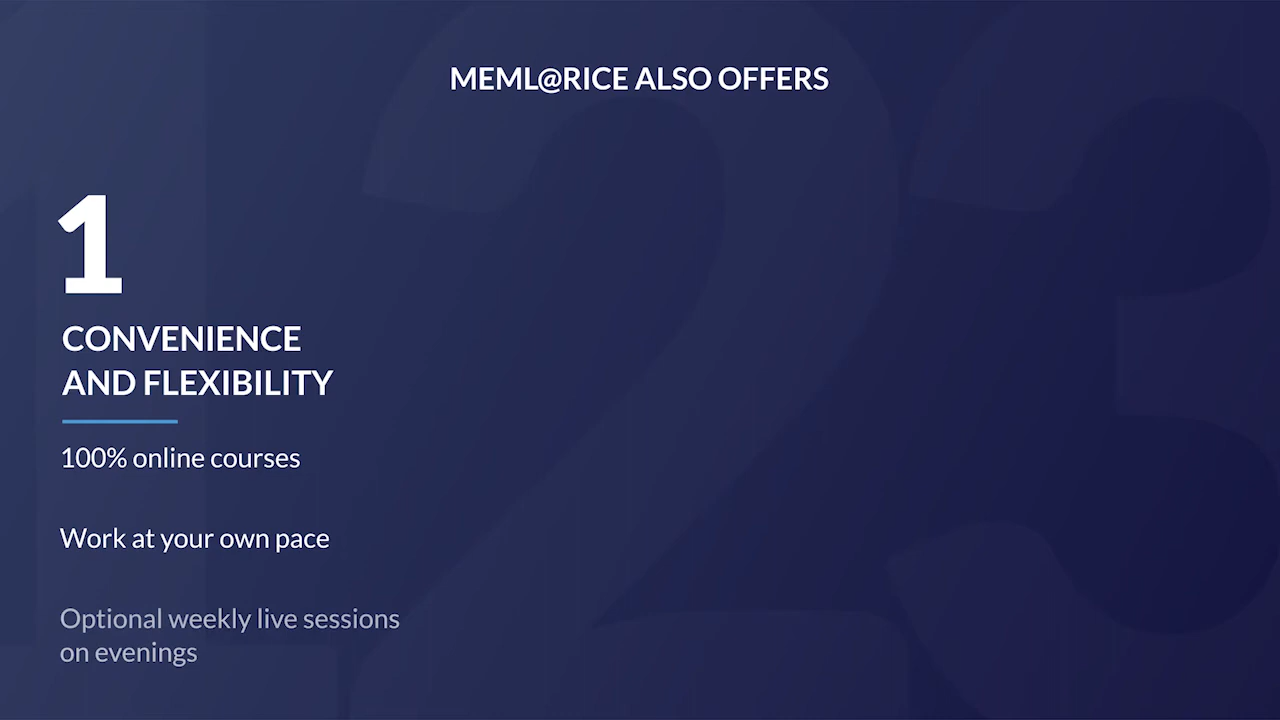 MEML@RICE ALSO OFFERS
1
CONVENIENCE
AND FLEXIBILITY
100% online courses
Work at your own pace
Optional weekly live sessions
on evenings